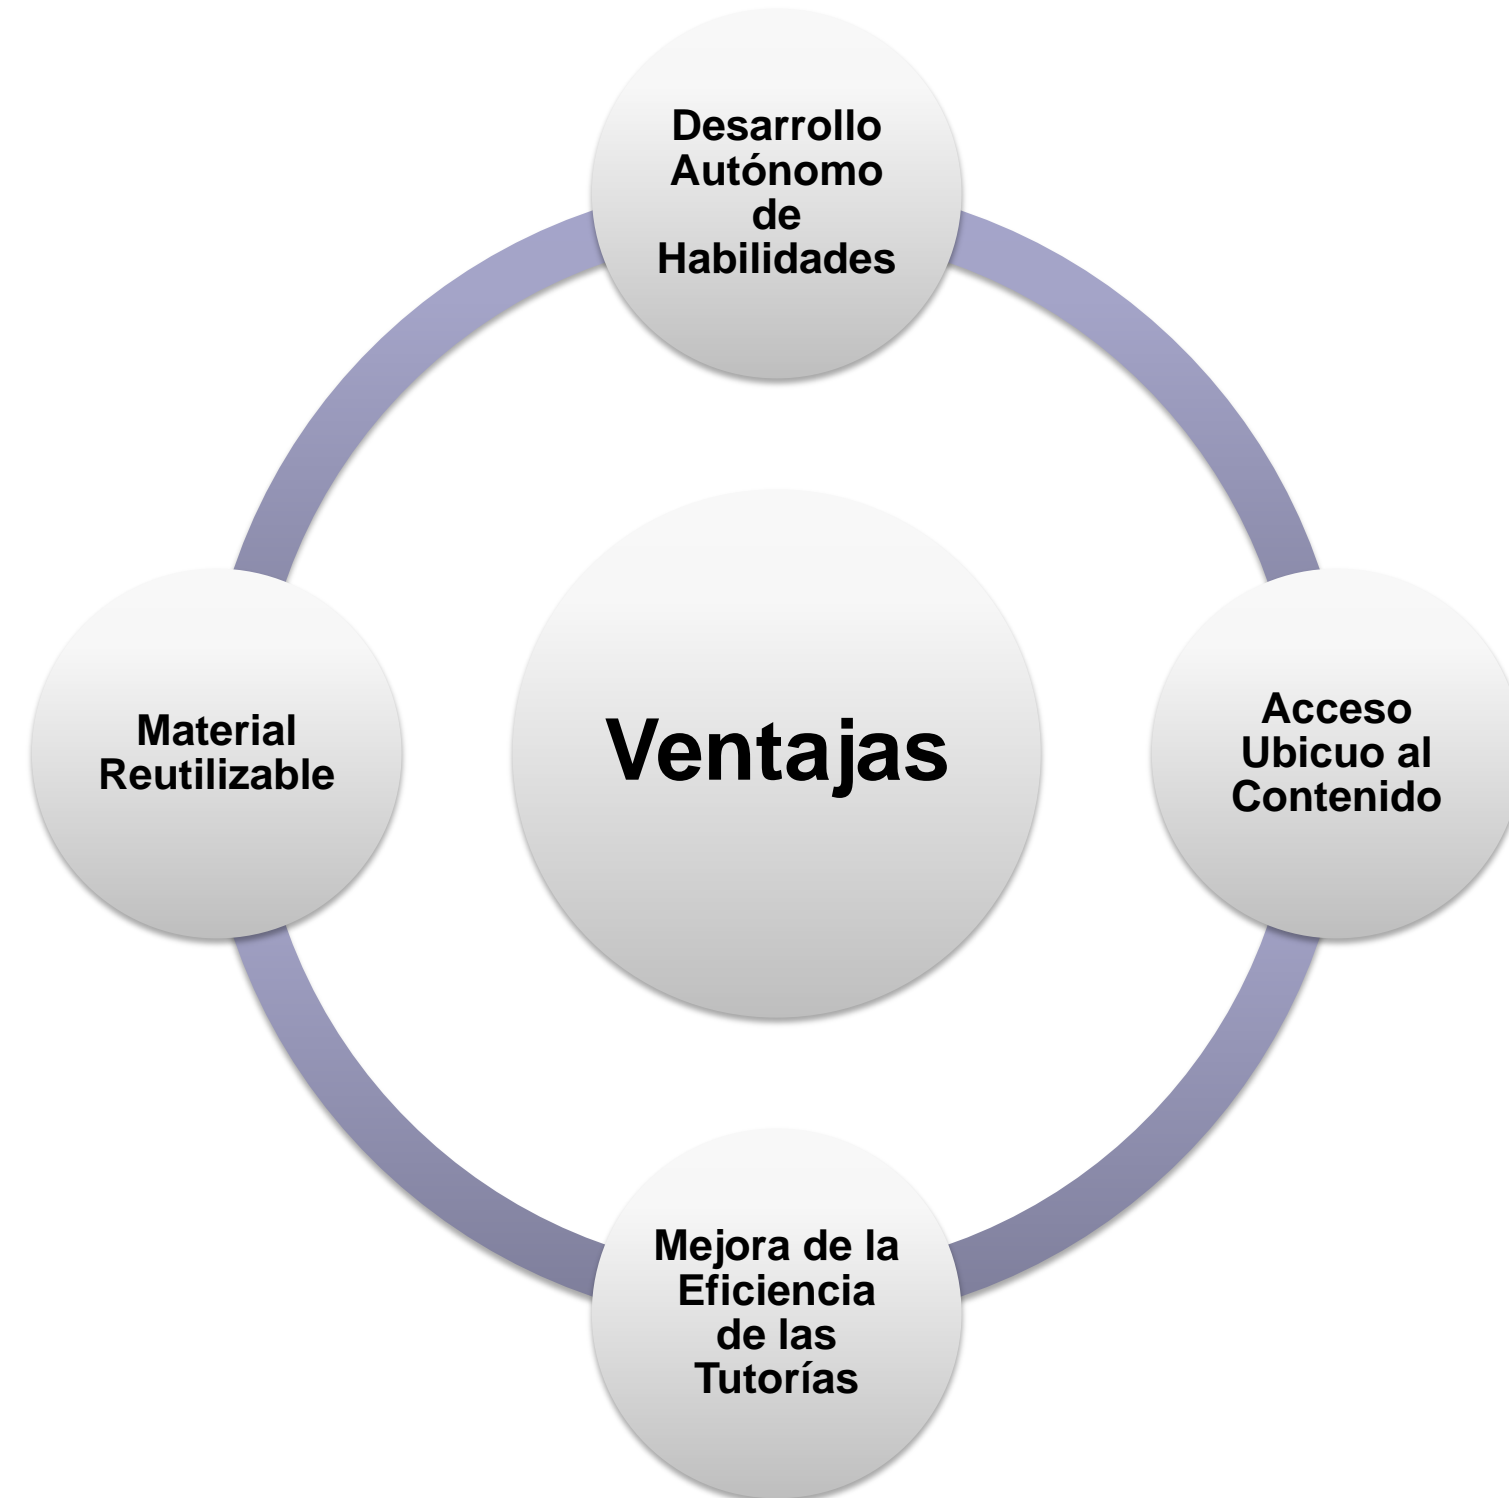 Desarrollo
Autónomo
de
Habilidades
Material
Reutilizable
Ventajas
Acceso
Ubicuo al
Contenido
Mejora de la
Eficiencia
de las
Tutorías